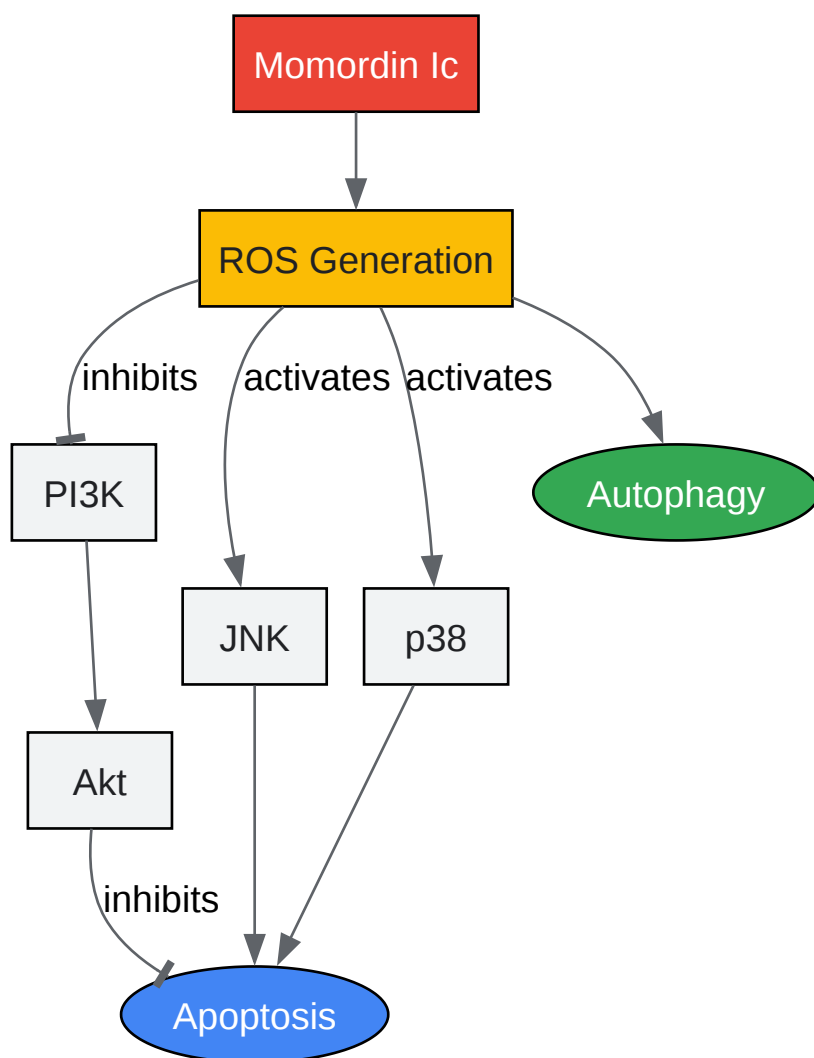 Momordin Ic
ROS Generation
inhibits
activates
activates
PI3K
Autophagy
JNK
p38
Akt
inhibits
Apoptosis